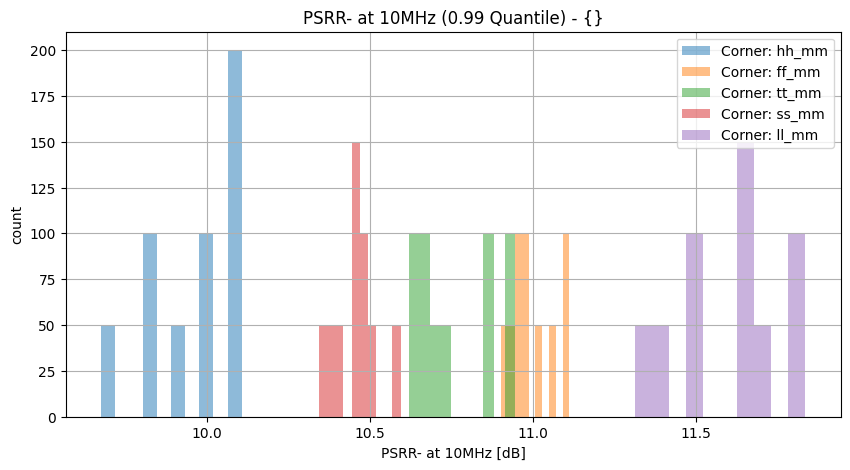 PSRR- at 10MHz (0.99 Quantile) - {}
200
175
150
125
100
75
50
25
0
count
Corner: hh_mm
Corner: ff_mm
Corner: tt_mm
Corner: ss_mm
Corner: ll_mm
10.0 10.5 11.0 11.5
PSRR- at 10MHz [dB]